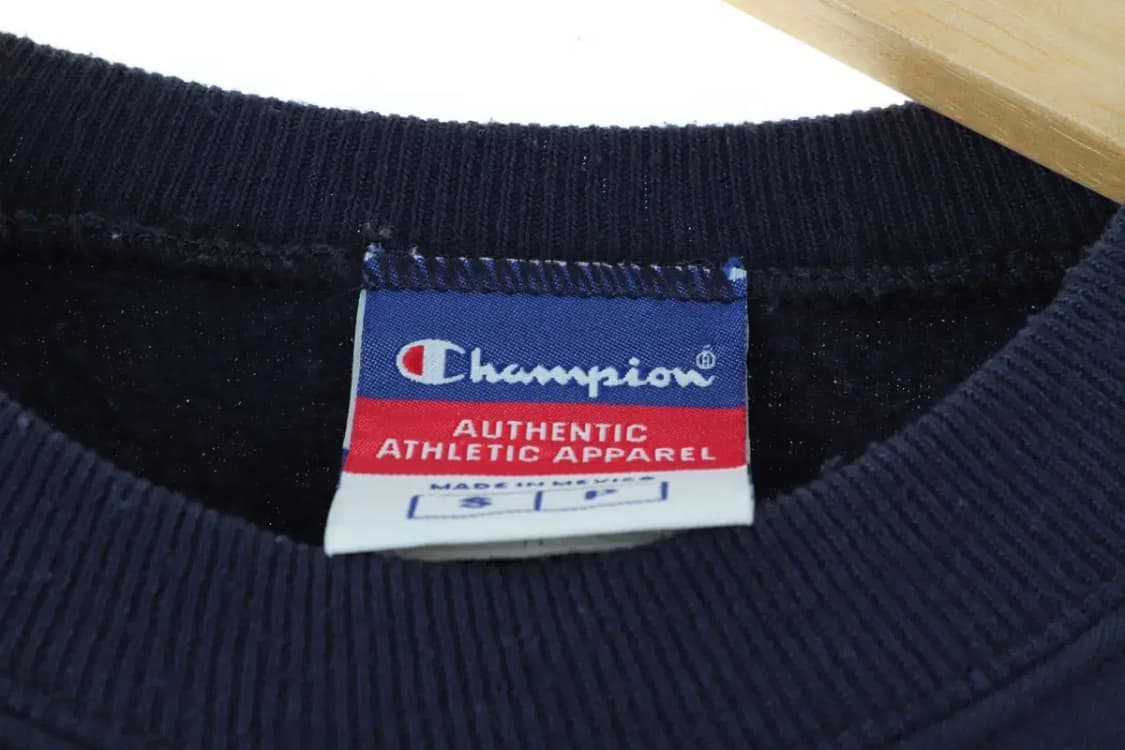 Champion®
AUTHENTIC
ATHLETIC APPAREL
MADE IN MEXICO
S P